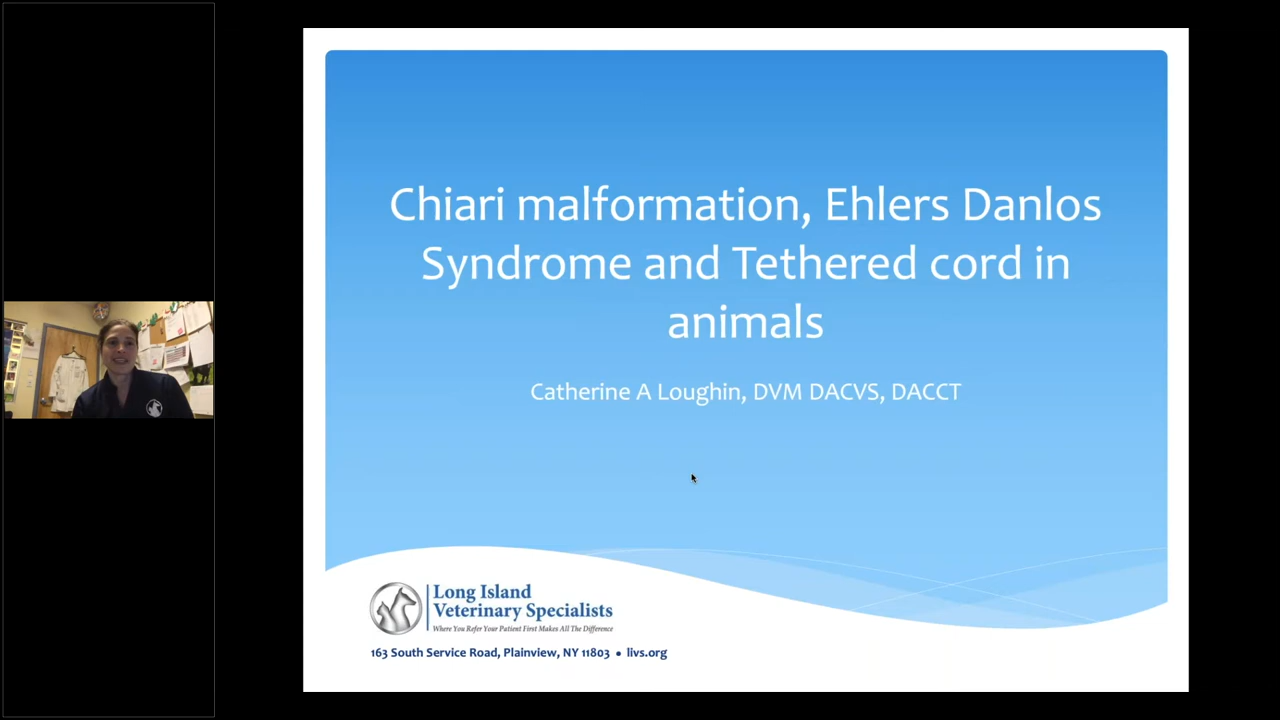 Chiari malformation, Ehlers Danlos
Syndrome and Tethered cord in
animals
Catherine A Loughin, DVM DACVS, DACCT
Long Island
Veterinary Specialists
Where You Refer Your Patient First Makes All The Difference
163 South Service Road, Plainview, NY 11803 • livs.org